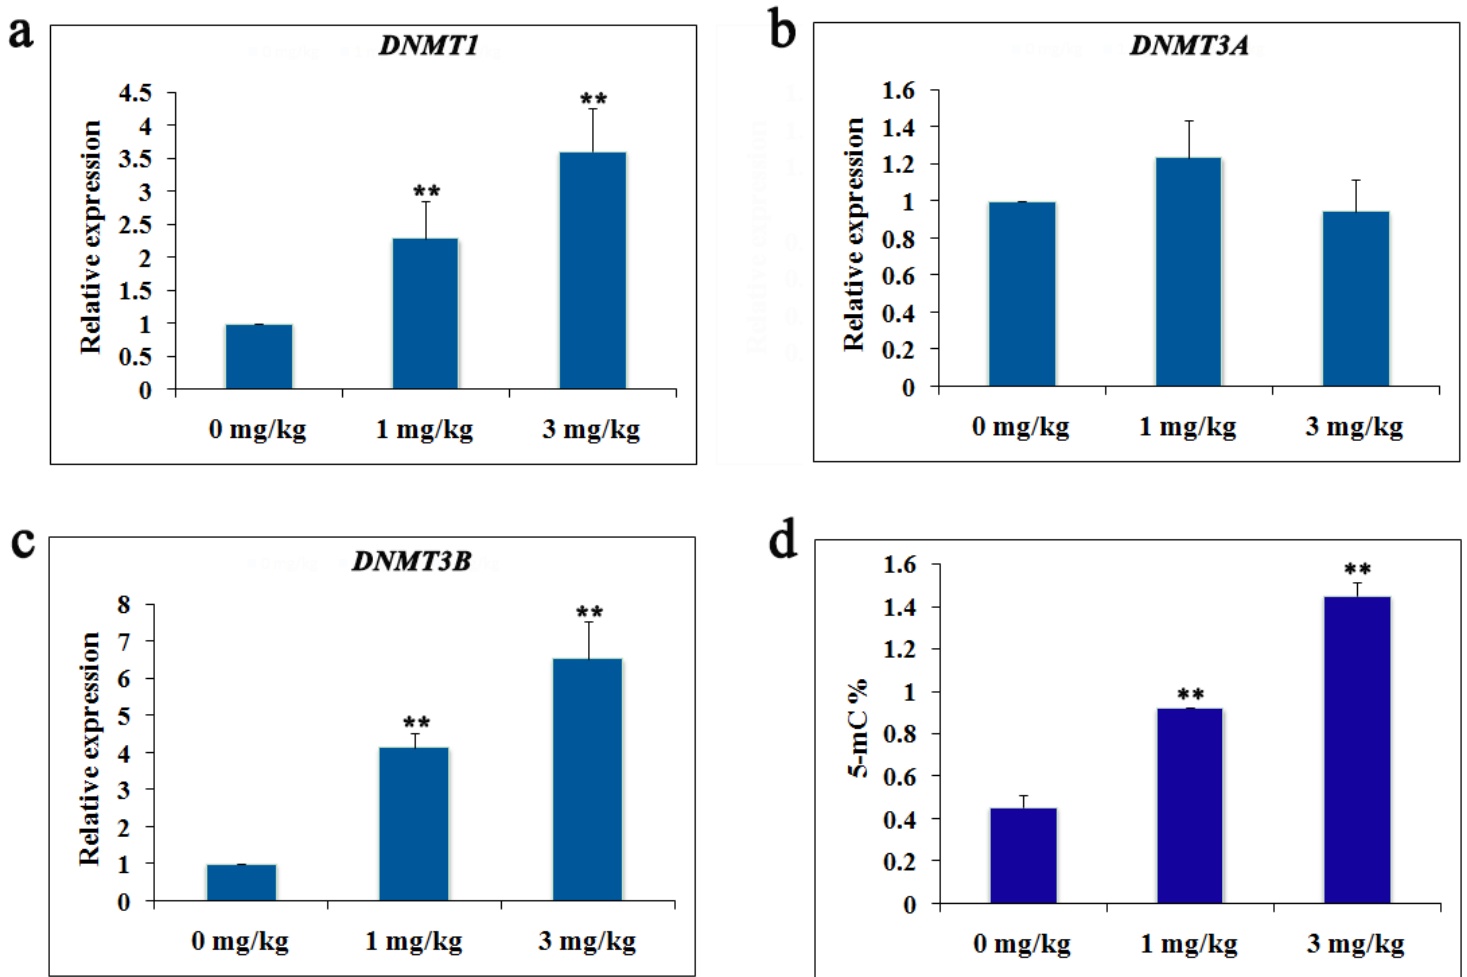 a
DNMT1
Relative expression
4.5
4
3.5
3
2.5
2
1.5
1
0.5
0
**
**
0 mg/kg 1 mg/kg 3 mg/kg
b
DNMT3A
Relative expression
1.6
1.4
1.2
1
0.8
0.6
0.4
0.2
0
0 mg/kg 1 mg/kg 3 mg/kg
c
DNMT3B
Relative expression
8
7
6
5
4
3
2
1
0
**
**
0 mg/kg 1 mg/kg 3 mg/kg
d
5-mC %
1.6
1.4
1.2
1
0.8
0.6
0.4
0.2
0
**
**
0 mg/kg 1 mg/kg 3 mg/kg